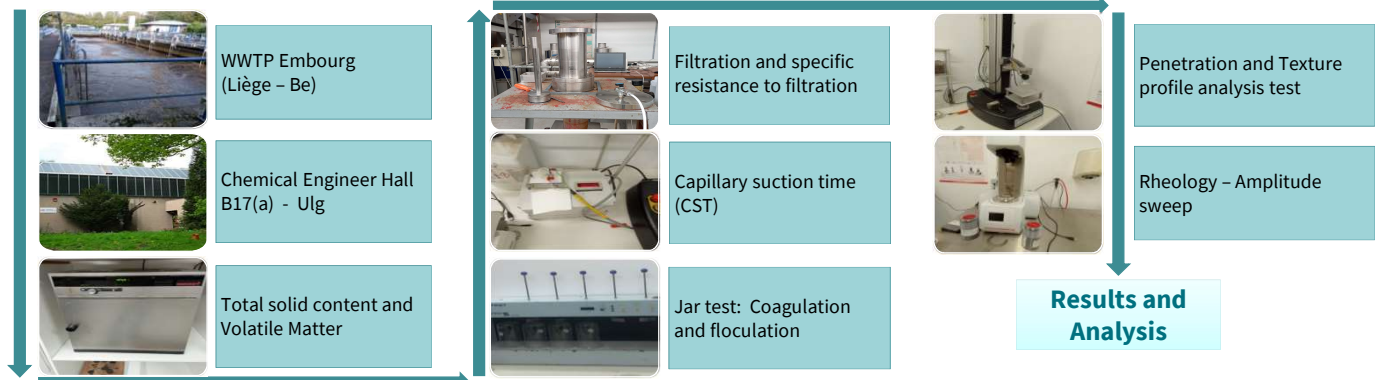 WWTP Embourg
(Liège – Be)
Chemical Engineer Hall
B17(a) - Ulg
Total solid content and
Volatile Matter
Filtration and specific
resistance to filtration
Capillary suction time
(CST)
Jar test: Coagulation
and floculation
Penetration and Texture
profile analysis test
Rheology – Amplitude
sweep
Results and
Analysis